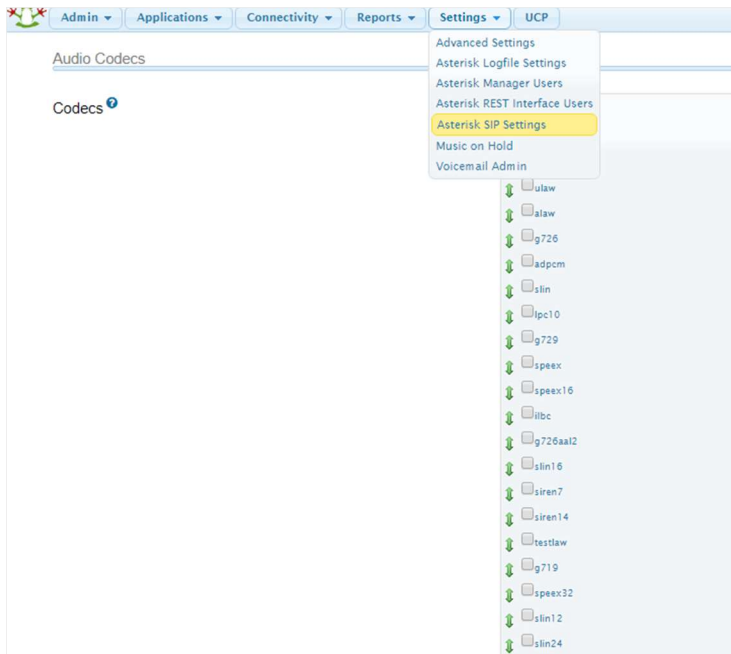 Admin Applications Connectivity Reports Settings UCP
Advanced Settings
Asterisk Logfile Settings
Asterisk Manager Users
Asterisk REST Interface Users
Asterisk SIP Settings
Music on Hold
Voicemail Admin
Audio Codecs
Codecs ?
ulaw
alaw
g726
adpcm
slin
lpc10
g729
speex
speex16
ilbc
g726aal2
slin16
siren7
siren14
testlaw
g719
speex32
slin12
slin24